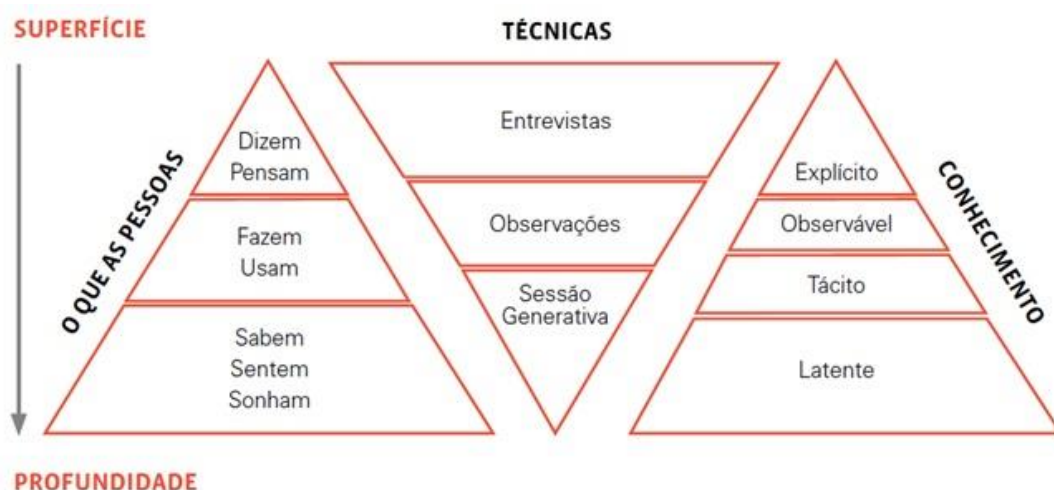 SUPERFÍCIE
TÉCNICAS
O QUE AS PESSOAS
Dizem
Pensam
Fazem
Usam
Sabem
Sentem
Sonham
Entrevistas
Observações
Sessão
Generativa
Explícito
Observável
Tácito
Latente
CONHECIMENTO
PROFUNDIDADE